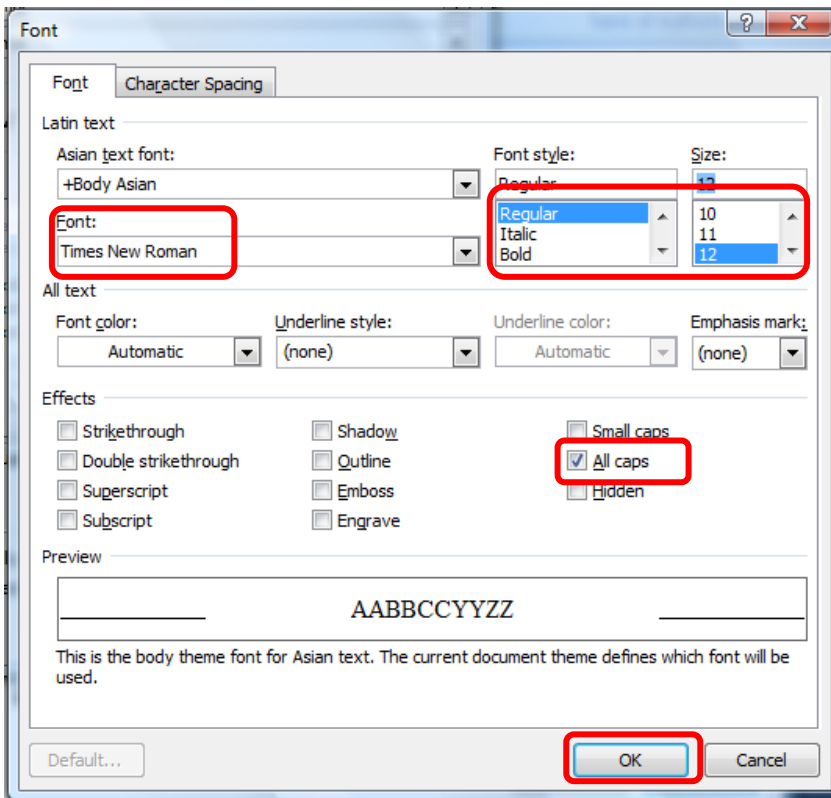 Font
Font Character Spacing
Latin text
Asian text font: Font style: Size:
+Body Asian Regular 12
Font: Regular 10
Times New Roman Italic 11
Bold 12
All text
Font color: Underline style: Underline color: Emphasis mark:
Automatic (none) Automatic (none)
Effects
Strikethrough Shadow Small caps
Double strikethrough Outline All caps
Superscript Emboss Hidden
Subscript Engrave
Preview
AABBCCYYZZ
This is the body theme font for Asian text. The current document theme defines which font will be
used.
Default... OK Cancel